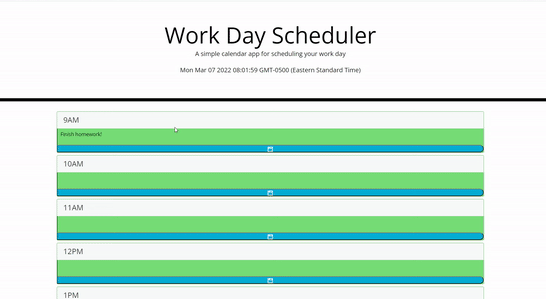 Work Day Scheduler
A simple calendar app for scheduling your work day
Mon Mar 07 2022 08:01:59 GMT-0500 (Eastern Standard Time)
9AM
Finish homework!
10AM
11AM
12PM
1PM